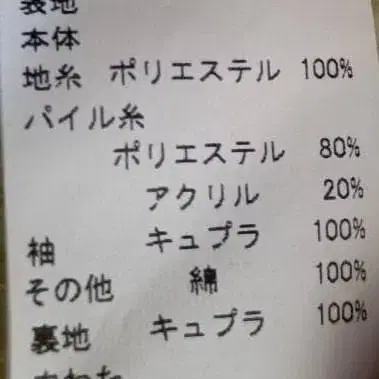 表地
本体
地糸 ポリエステル 100%
パイル糸
ポリエステル 80%
アクリル 20%
袖 キュプラ 100%
その他 綿 100%
裏地 キュプラ 100%